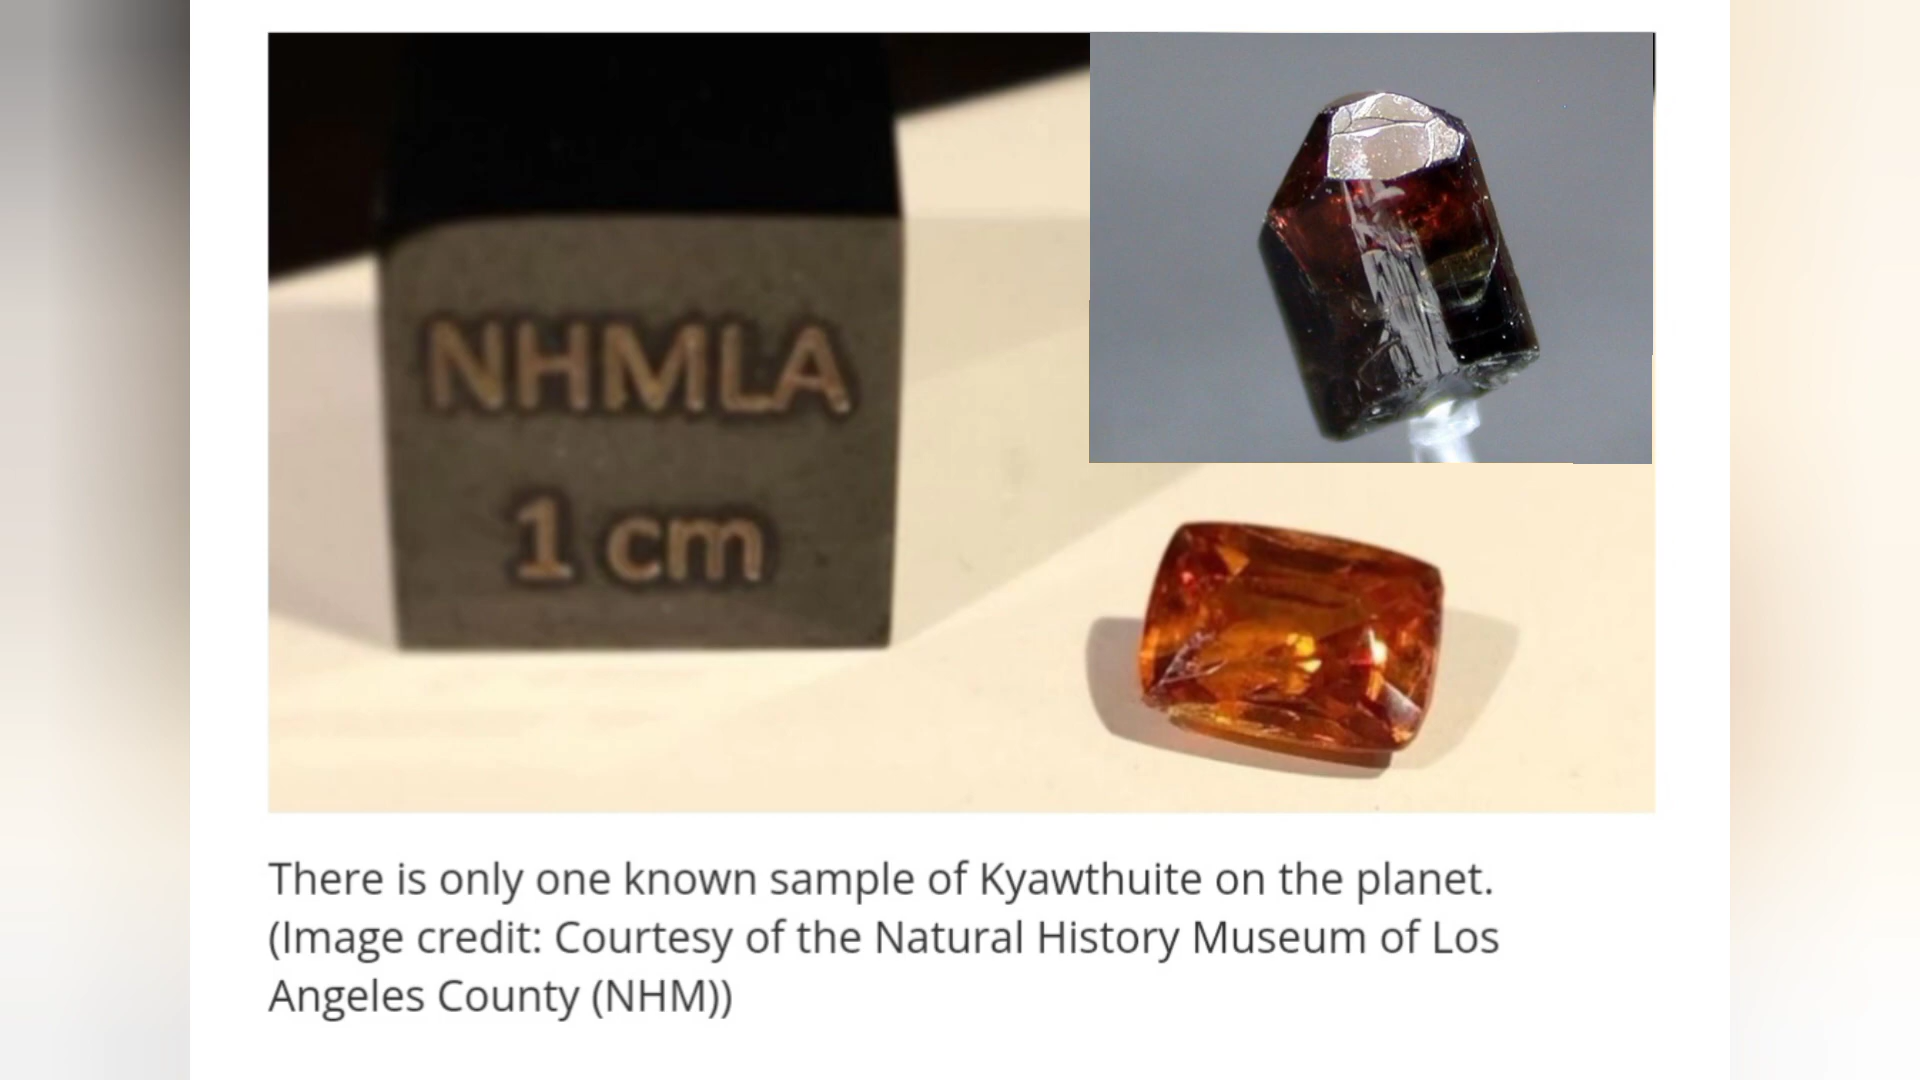 NHMLA
1 cm
There is only one known sample of Kyawthuite on the planet.
(Image credit: Courtesy of the Natural History Museum of Los
Angeles County (NHM))